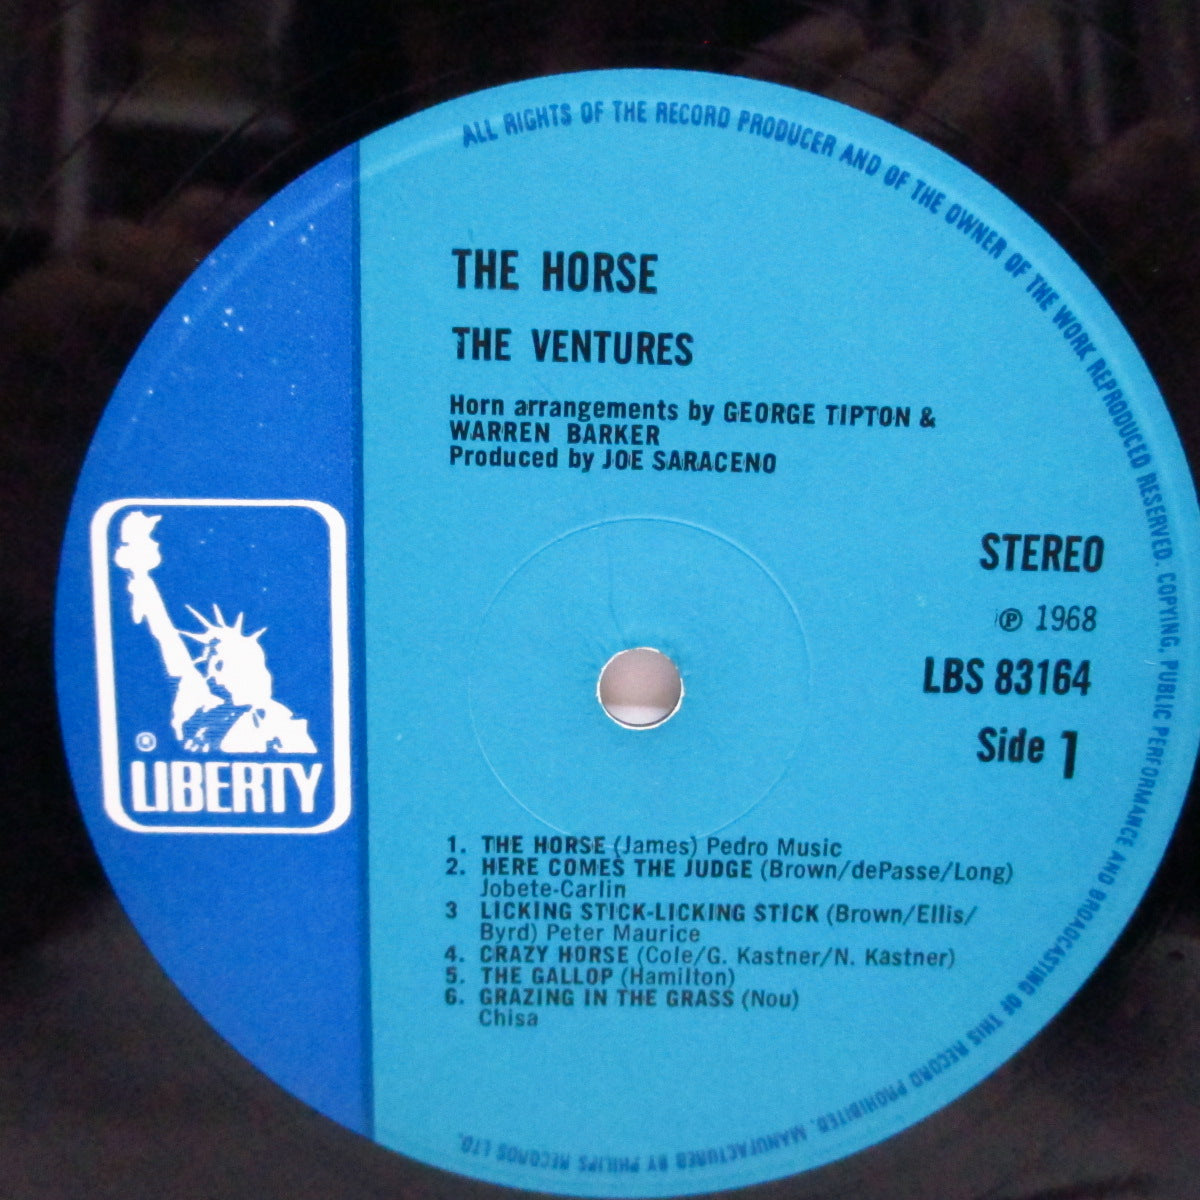 ALL RIGHTS OF THE RECORD PRODUCER AND OF THE OWNER OF THE WORK REPRODUCED RESERVED. COPYING, PUBLIC PERFORMANCE AND BROADCASTING OF THIS RECORD PROHIBITED. MANUFACTURED BY PHILIPS RECORDS LTD.
THE HORSE
THE VENTURES
Horn arrangements by GEORGE TIPTON &
WARREN BARKER
Produced by JOE SARACENO
STEREO
℗ 1968
LBS 83164
Side 1
®
LIBERTY
1. THE HORSE (James) Pedro Music
2. HERE COMES THE JUDGE (Brown/dePasse/Long)
Jobete-Carlin
3 LICKING STICK-LICKING STICK (Brown/Ellis/
Byrd) Peter Maurice
4. CRAZY HORSE (Cole/G. Kastner/N. Kastner)
5. THE GALLOP (Hamilton)
6. GRAZING IN THE GRASS (Nou)
Chisa